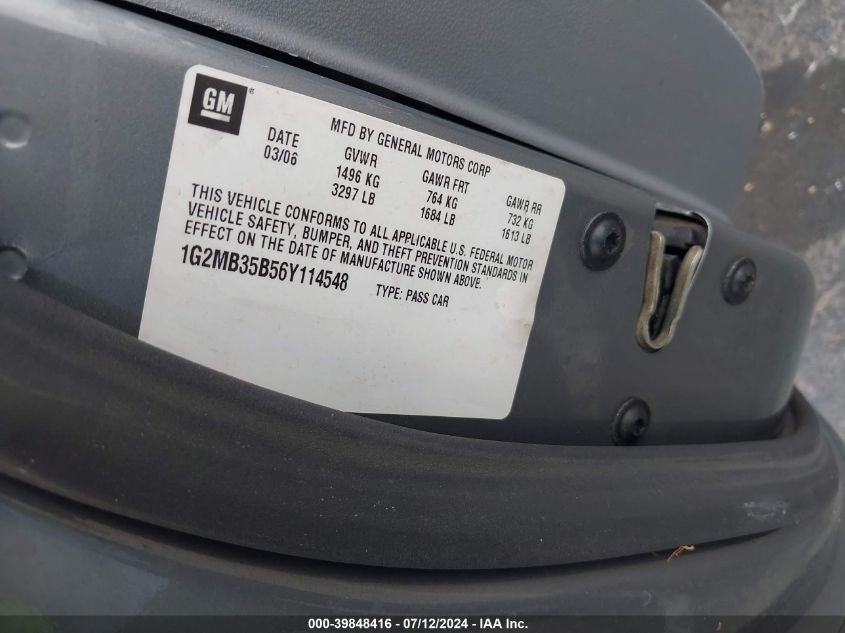 GM ®
MFD BY GENERAL MOTORS CORP
DATE GVWR GAWR FRT GAWR RR
03/06 1496 KG 764 KG 732 KG
3297 LB 1684 LB 1613 LB
THIS VEHICLE CONFORMS TO ALL APPLICABLE U.S. FEDERAL MOTOR
VEHICLE SAFETY, BUMPER, AND THEFT PREVENTION STANDARDS IN
EFFECT ON THE DATE OF MANUFACTURE SHOWN ABOVE.
1G2MB35B56Y114548 TYPE: PASS CAR
000-39848416 - 07/12/2024 - IAA Inc.